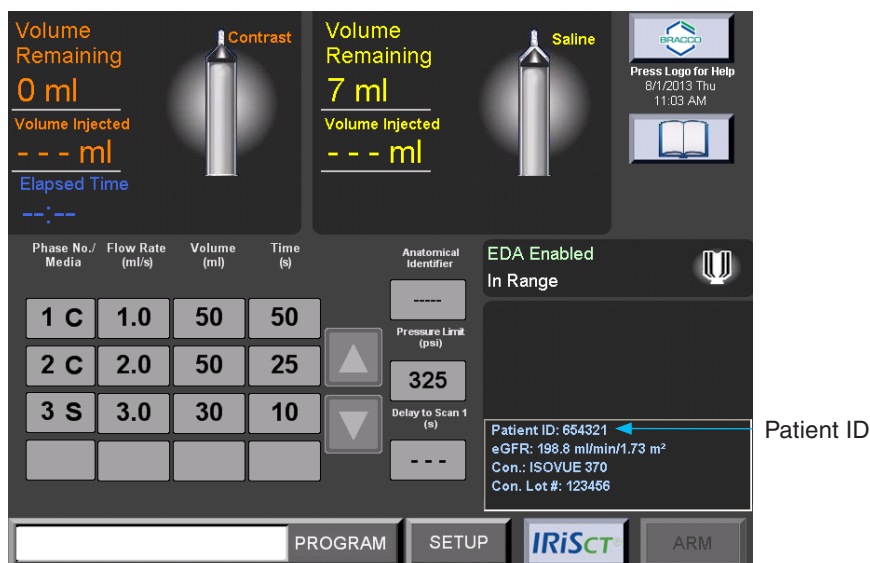 Volume
Remaining
0 ml
Volume Injected
- - - ml
Elapsed Time
--:--
Contrast
Volume
Remaining
7 ml
Volume Injected
- - - ml
Saline
BRACCO
Press Logo for Help
8/1/2013 Thu
11:03 AM
Phase No./ Flow Rate Volume Time
Media (ml/s) (ml) (s)
1 C 1.0 50 50
2 C 2.0 50 25
3 S 3.0 30 10
Anatomical
Identifier
-----
Pressure Limit
(psi)
325
Delay to Scan 1
(s)
- - -
EDA Enabled
In Range
Patient ID: 654321
eGFR: 198.8 ml/min/1.73 m²
Con.: ISOVUE 370
Con. Lot #: 123456
Patient ID
PROGRAM SETUP IRiSCT® ARM